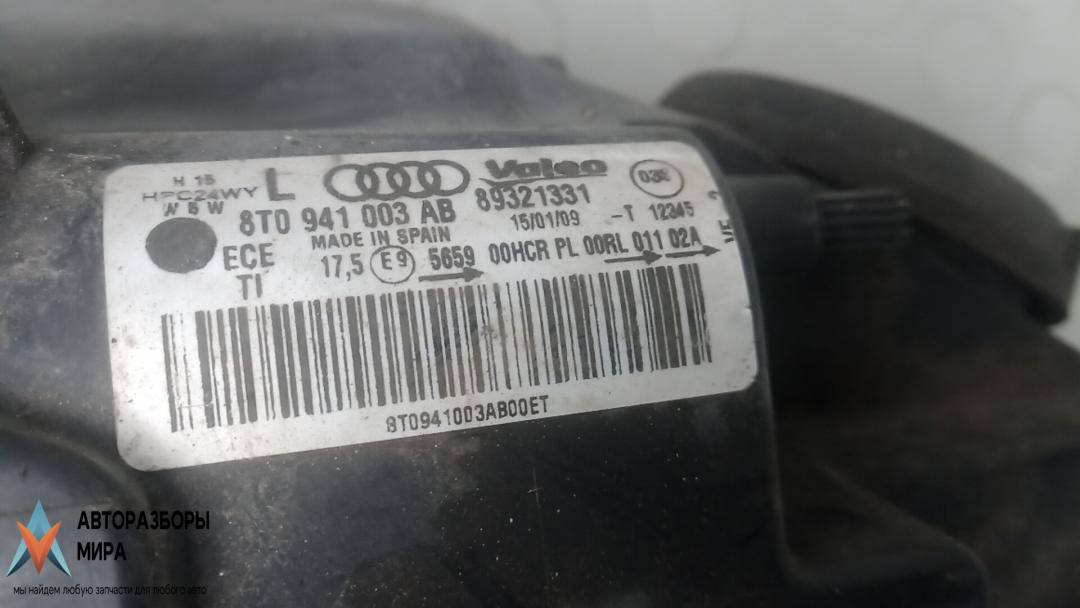 H 15
HPC24WY
W 5 W
L
Valeo
89321331
8T0 941 003 AB
15/01/09
-T 12345
MADE IN SPAIN
ECE
17,5 E9 5659 00HCR PL 00RL 011 02A
TI
8T0941003AB00ET
АВТОРАЗБОРЫ
МИРА
мы найдем любую запчасти для любого авто